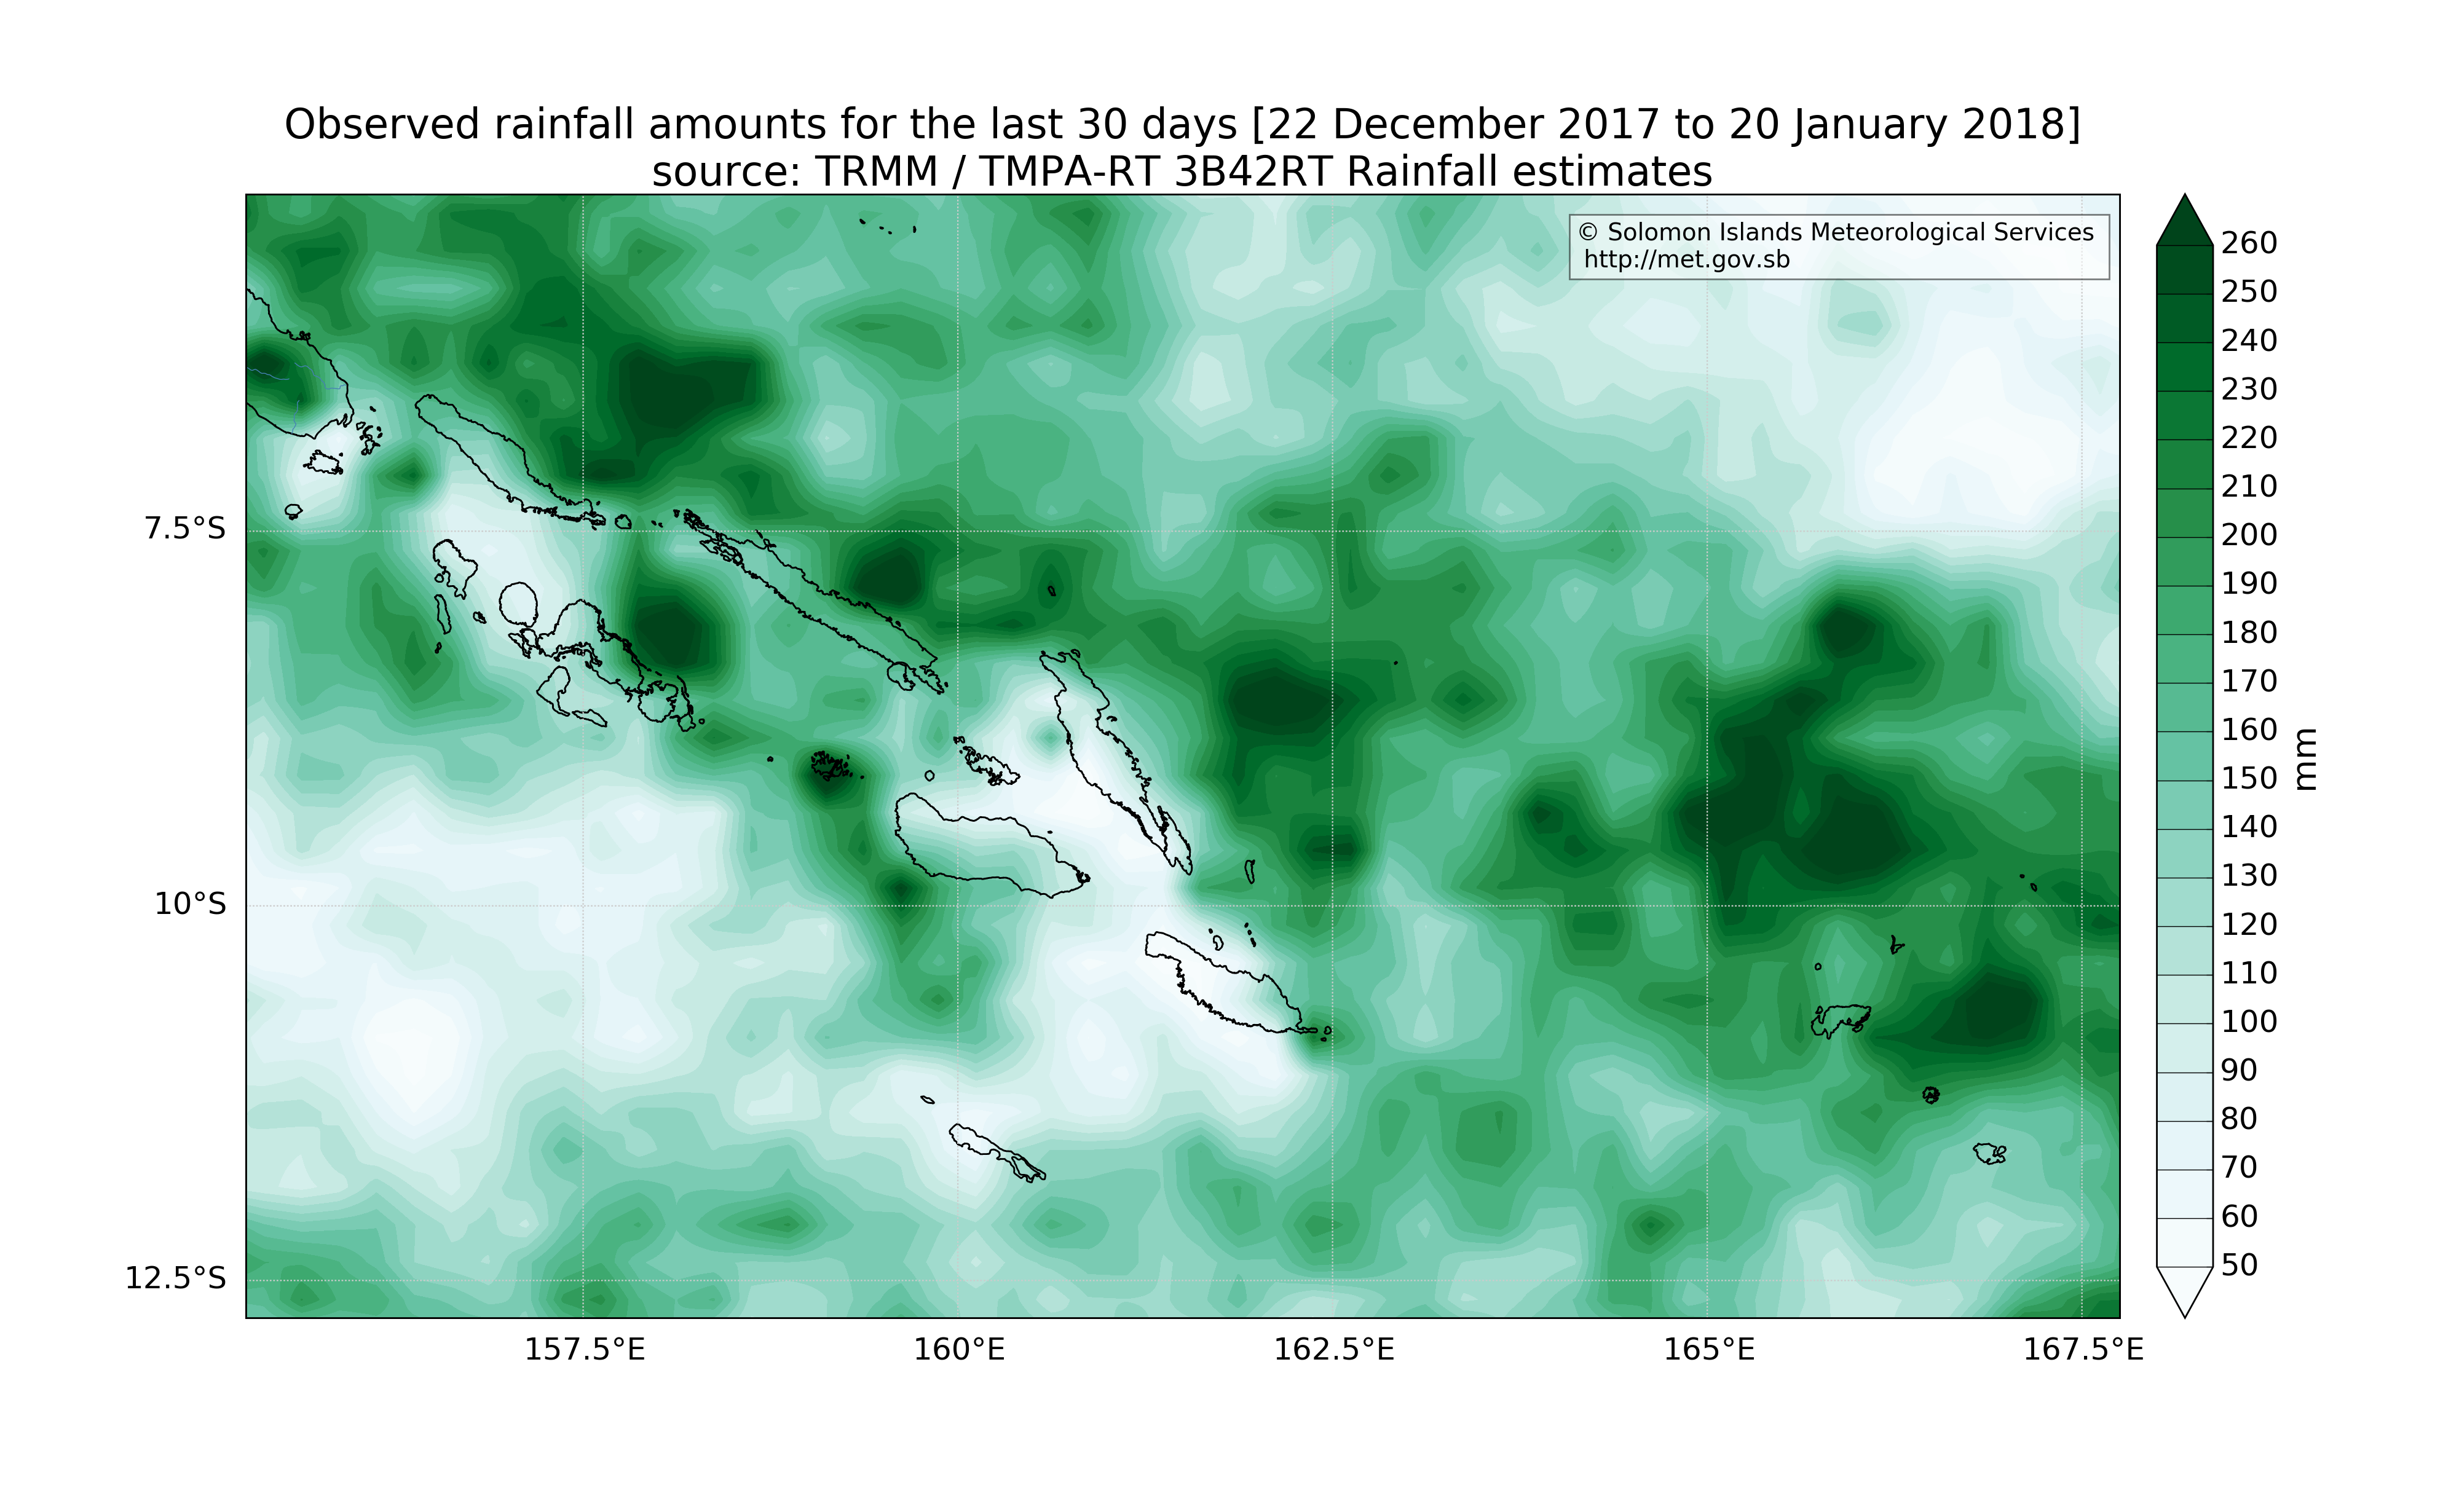 Observed rainfall amounts for the last 30 days [22 December 2017 to 20 January 2018]
source: TRMM / TMPA-RT 3B42RT Rainfall estimates
© Solomon Islands Meteorological Services
http://met.gov.sb
260
250
240
230
220
210
200
190
180
170
160
150
140
130
120
110
100
90
80
70
60
50
mm
7.5°S
10°S
12.5°S
157.5°E
160°E
162.5°E
165°E
167.5°E